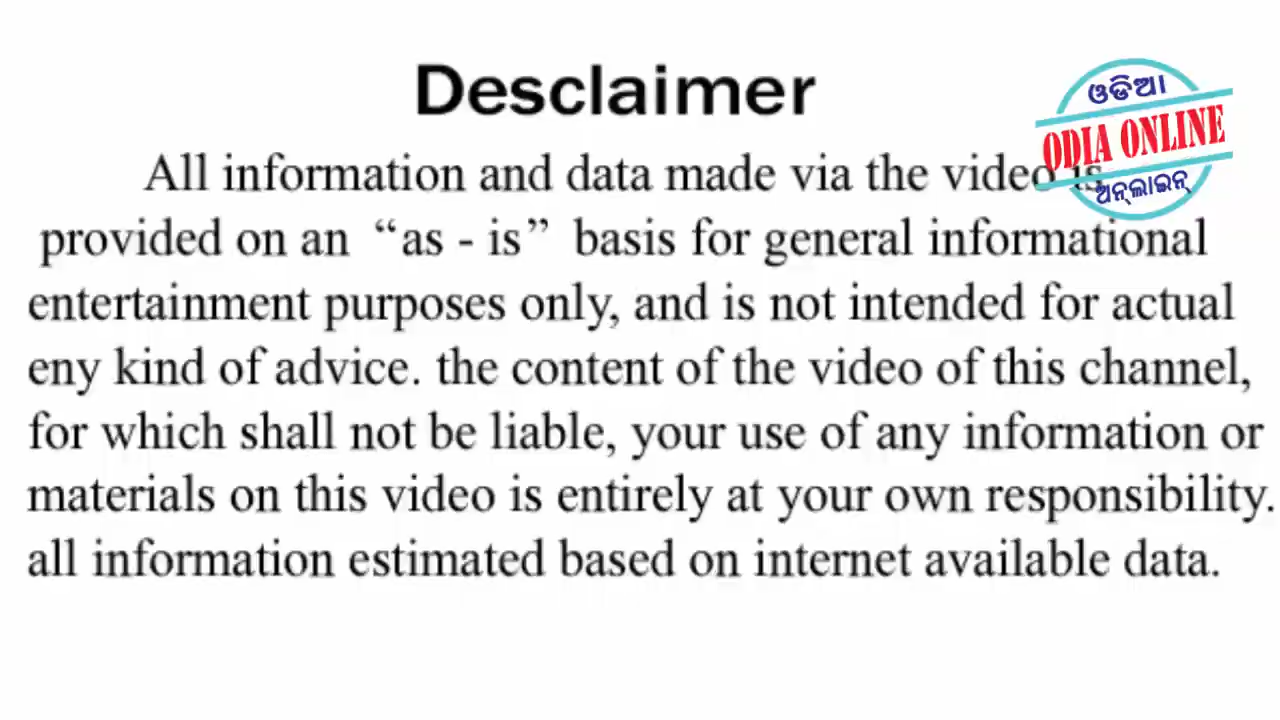 Desclaimer
ଓଡିଆ
ODIA ONLINE
ଅନ୍‌ଲାଇନ୍
All information and data made via the video is
provided on an “as - is” basis for general informational
entertainment purposes only, and is not intended for actual
eny kind of advice. the content of the video of this channel,
for which shall not be liable, your use of any information or
materials on this video is entirely at your own responsibility.
all information estimated based on internet available data.